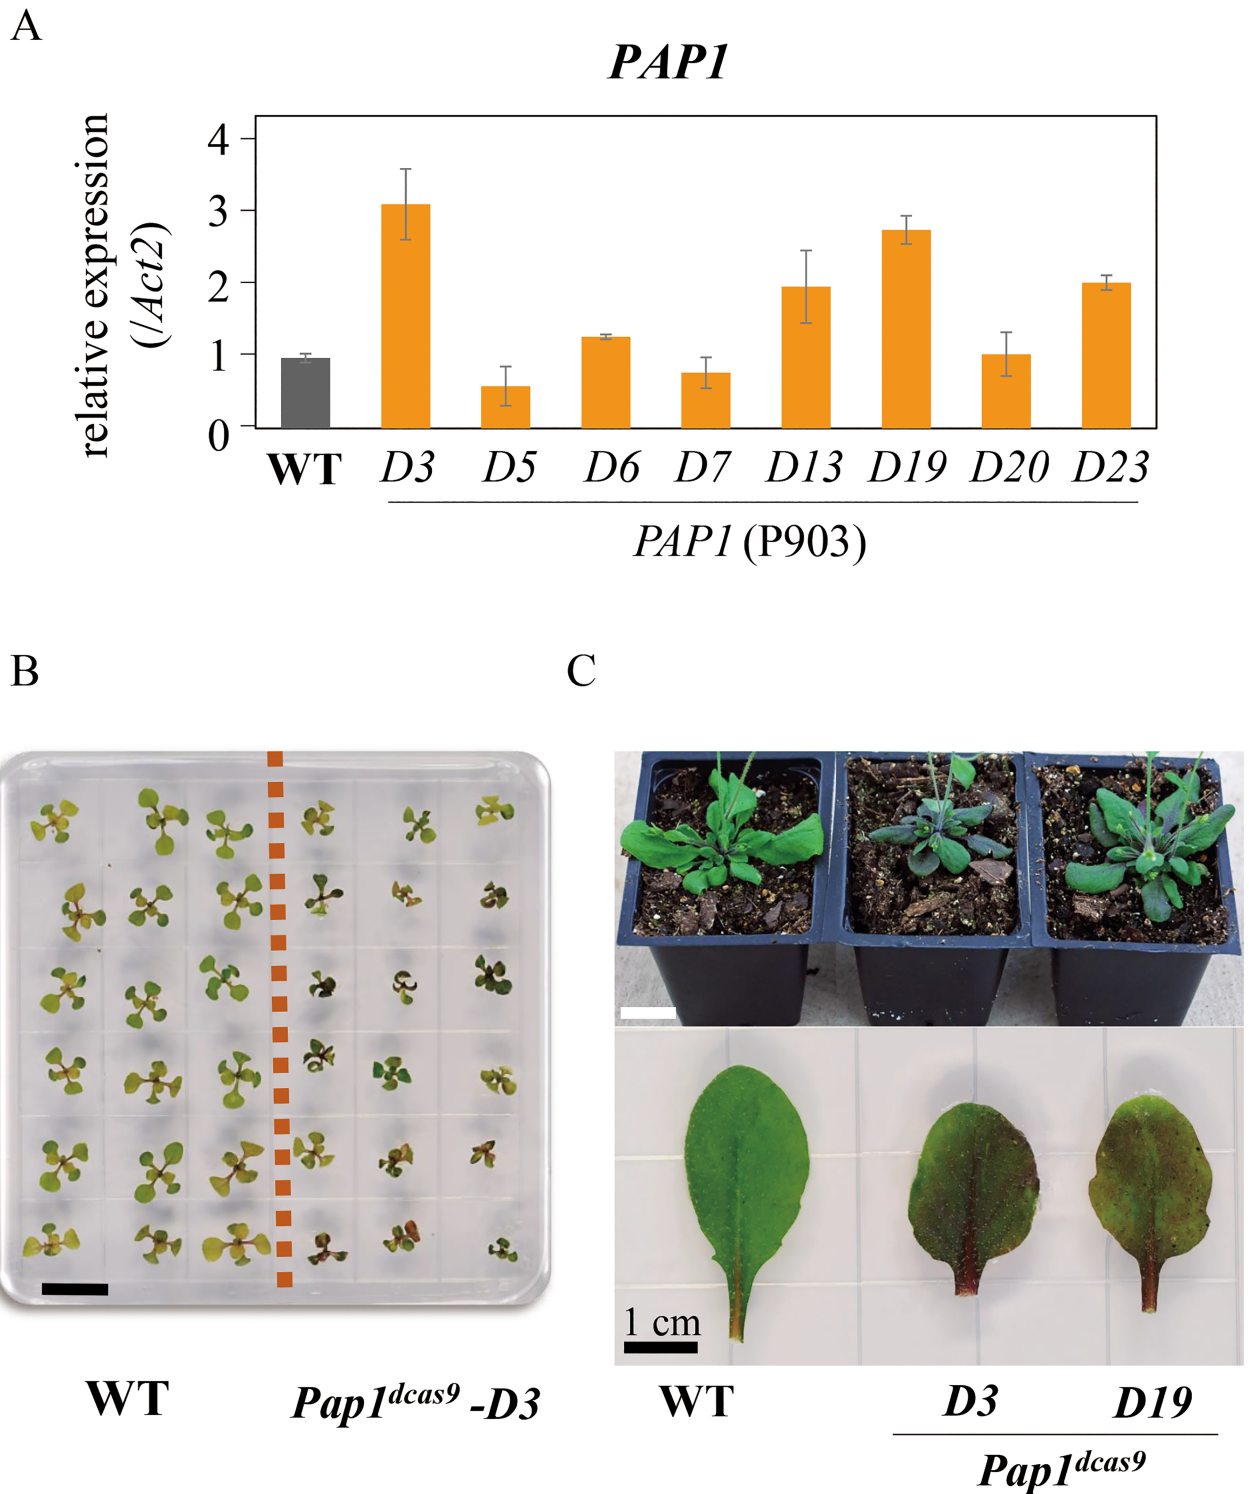 A
PAP1
relative expression
(/Act2)
4
3
2
1
0
WT D3 D5 D6 D7 D13 D19 D20 D23
PAP1 (P903)
B
C
1 cm
WT
Pap1dcas9 -D3
WT
D3 D19
Pap1dcas9